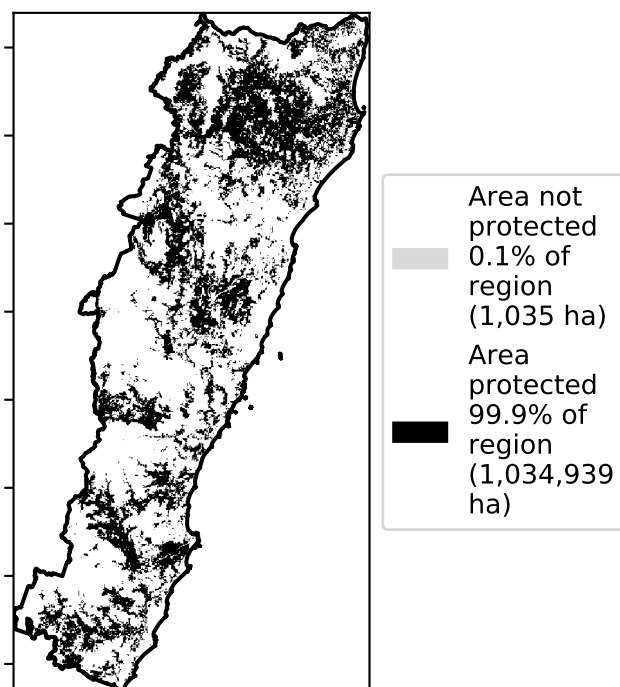 Area not
protected
0.1% of
region
(1,035 ha)
Area
protected
99.9% of
region
(1,034,939
ha)